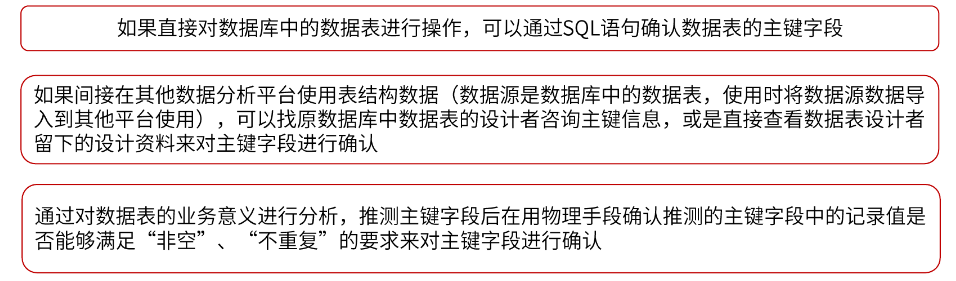 如果直接对数据库中的数据表进行操作，可以通过SQL语句确认数据表的主键字段
如果间接在其他数据分析平台使用表结构数据（数据源是数据库中的数据表，使用时将数据源数据导
入到其他平台使用），可以找原数据库中数据表的设计者咨询主键信息，或是直接查看数据表设计者
留下的设计资料来对主键字段进行确认
通过对数据表的业务意义进行分析，推测主键字段后在用物理手段确认推测的主键字段中的记录值是
否能够满足“非空”、“不重复”的要求来对主键字段进行确认